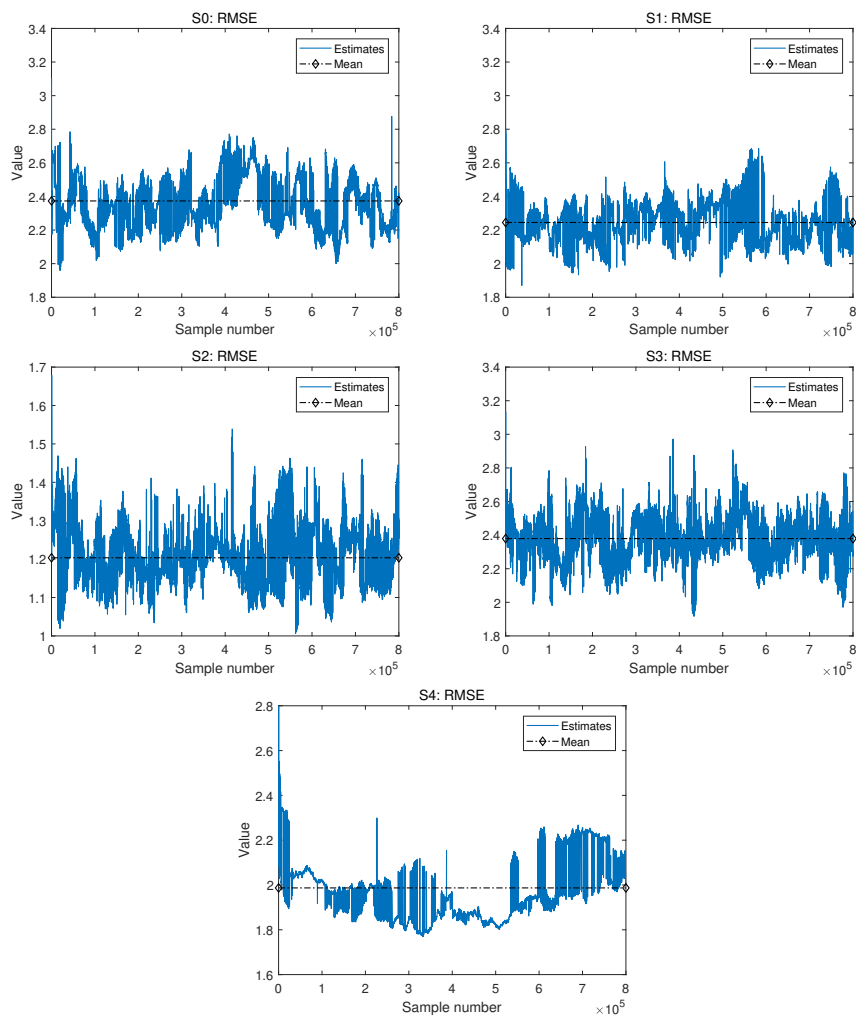 S0: RMSE
3.4
3.2
3
2.8
2.6
2.4
2.2
2
1.8
Value
Estimates
Mean
0 1 2 3 4 5 6 7 8
Sample number
×10^5
S1: RMSE
3.4
3.2
3
2.8
2.6
2.4
2.2
2
1.8
Value
Estimates
Mean
0 1 2 3 4 5 6 7 8
Sample number
×10^5
S2: RMSE
1.7
1.6
1.5
1.4
1.3
1.2
1.1
1
Value
Estimates
Mean
0 1 2 3 4 5 6 7 8
Sample number
×10^5
S3: RMSE
3.4
3.2
3
2.8
2.6
2.4
2.2
2
1.8
Value
Estimates
Mean
0 1 2 3 4 5 6 7 8
Sample number
×10^5
S4: RMSE
2.8
2.6
2.4
2.2
2
1.8
1.6
Value
Estimates
Mean
0 1 2 3 4 5 6 7 8
Sample number
×10^5